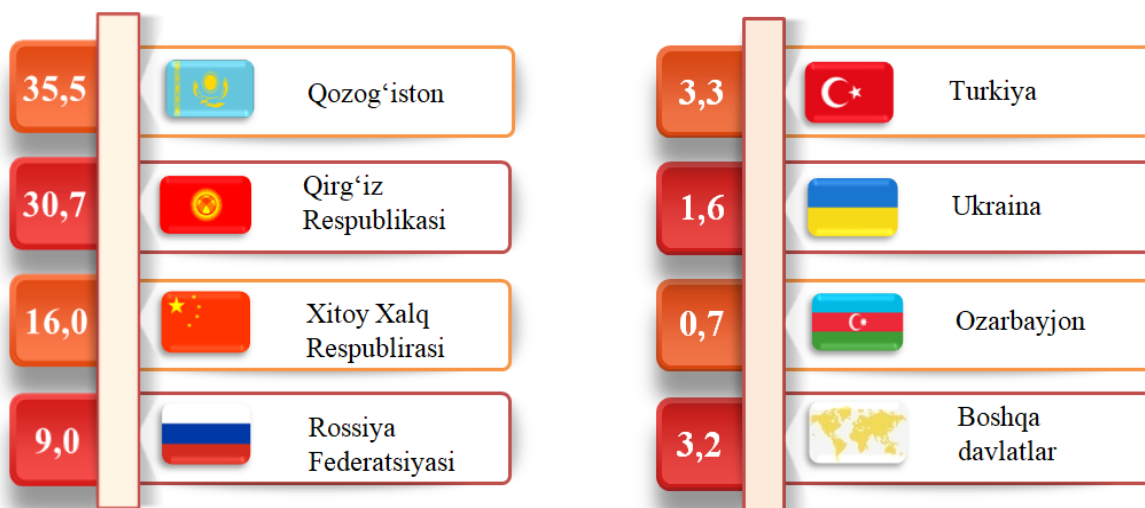 35,5
Qozog‘iston
30,7
Qirg‘iz
Respublikasi
16,0
Xitoy Xalq
Respublirasi
9,0
Rossiya
Federatsiyasi
3,3
Turkiya
1,6
Ukraina
0,7
Ozarbayjon
3,2
Boshqa
davlatlar